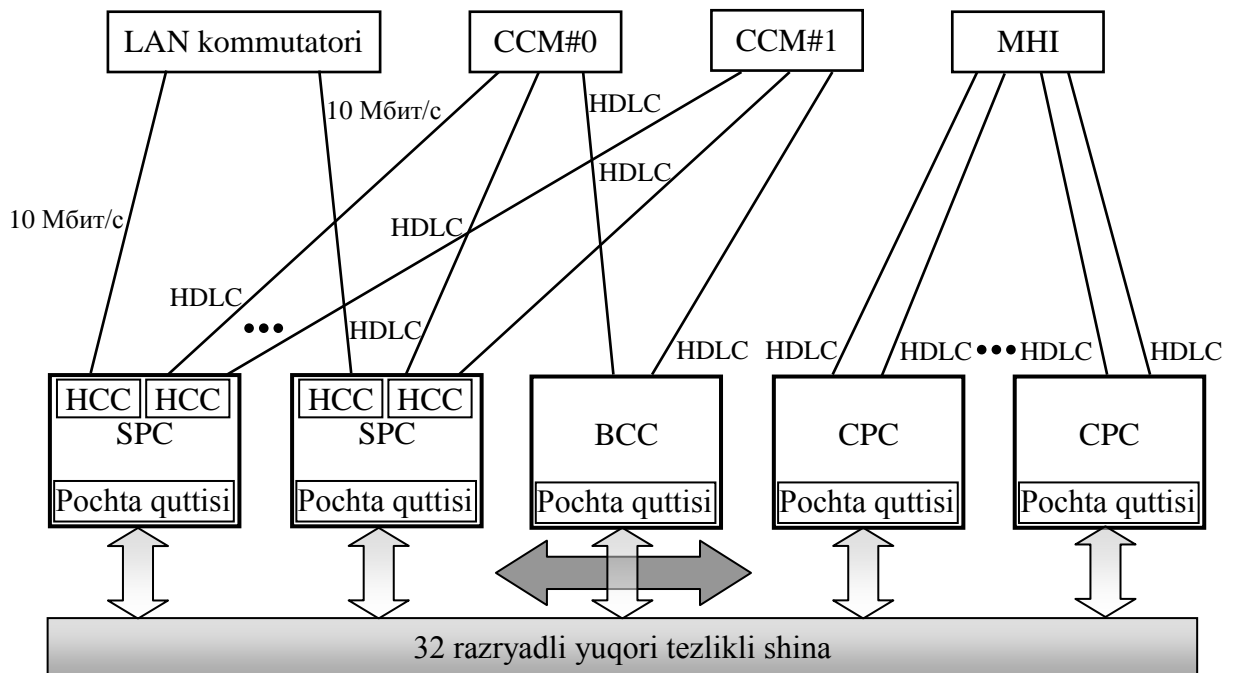 LAN kommutatori
CCM#0
CCM#1
MHI
10 Мбит/с
HDLC
HDLC
10 Мбит/с
HDLC
HDLC
HDLC
HDLC
HDLC
HDLC
HDLC
HDLC
HCC HCC
SPC
Pochta quttisi
HCC HCC
SPC
Pochta quttisi
BCC
Pochta quttisi
CPC
Pochta quttisi
CPC
Pochta quttisi
32 razryadli yuqori tezlikli shina